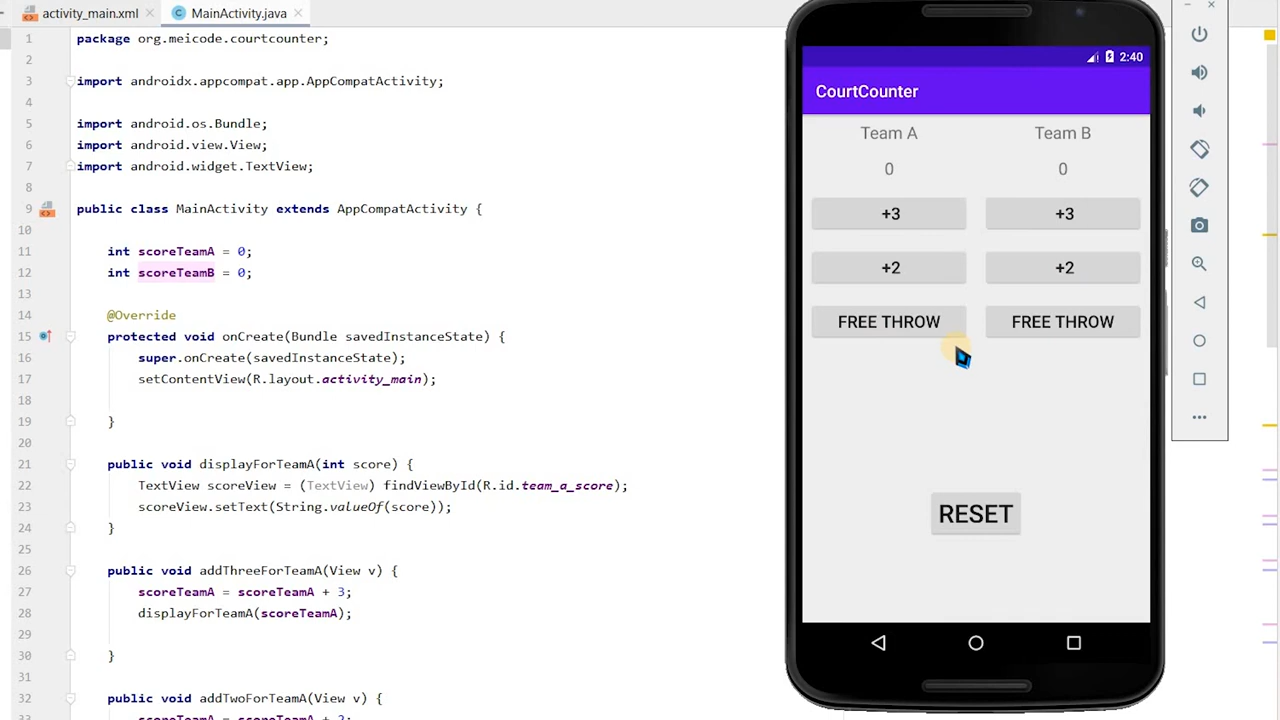 activity_main.xml
MainActivity.java
1 package org.meicode.courtcounter;
2
3 import androidx.appcompat.app.AppCompatActivity;
4
5 import android.os.Bundle;
6 import android.view.View;
7 import android.widget.TextView;
8
9 public class MainActivity extends AppCompatActivity {
10
11 int scoreTeamA = 0;
12 int scoreTeamB = 0;
13
14 @Override
15 protected void onCreate(Bundle savedInstanceState) {
16 super.onCreate(savedInstanceState);
17 setContentView(R.layout.activity_main);
18
19 }
20
21 public void displayForTeamA(int score) {
22 TextView scoreView = (TextView) findViewById(R.id.team_a_score);
23 scoreView.setText(String.valueOf(score));
24 }
25
26 public void addThreeForTeamA(View v) {
27 scoreTeamA = scoreTeamA + 3;
28 displayForTeamA(scoreTeamA);
29
30 }
31
32 public void addTwoForTeamA(View v) {
33 scoreTeamA = scoreTeamA + 2;
2:40
CourtCounter
Team A Team B
0 0
+3 +3
+2 +2
FREE THROW FREE THROW
RESET